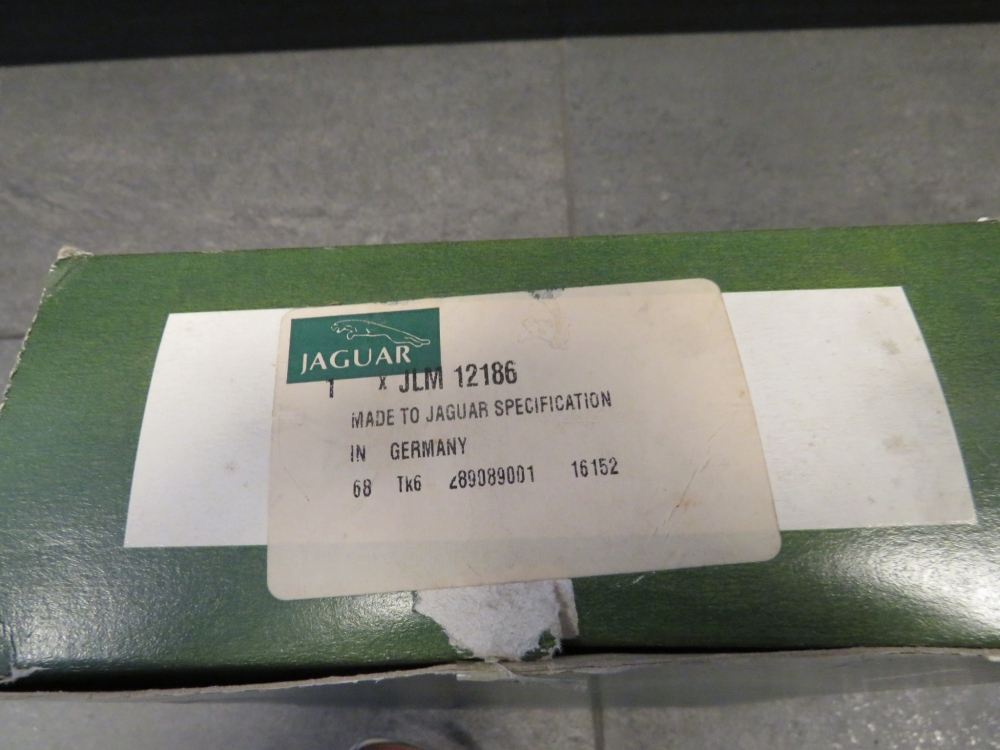 JAGUAR
1 x JLM 12186
MADE TO JAGUAR SPECIFICATION
IN GERMANY
68 Tk6 289089001 16152